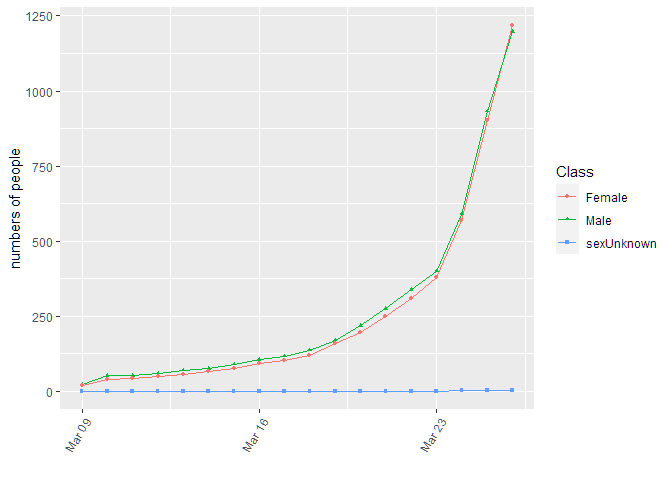 1250
1000
750
500
250
0
numbers of people
Mar 09
Mar 16
Mar 23
Class
Female
Male
sexUnknown